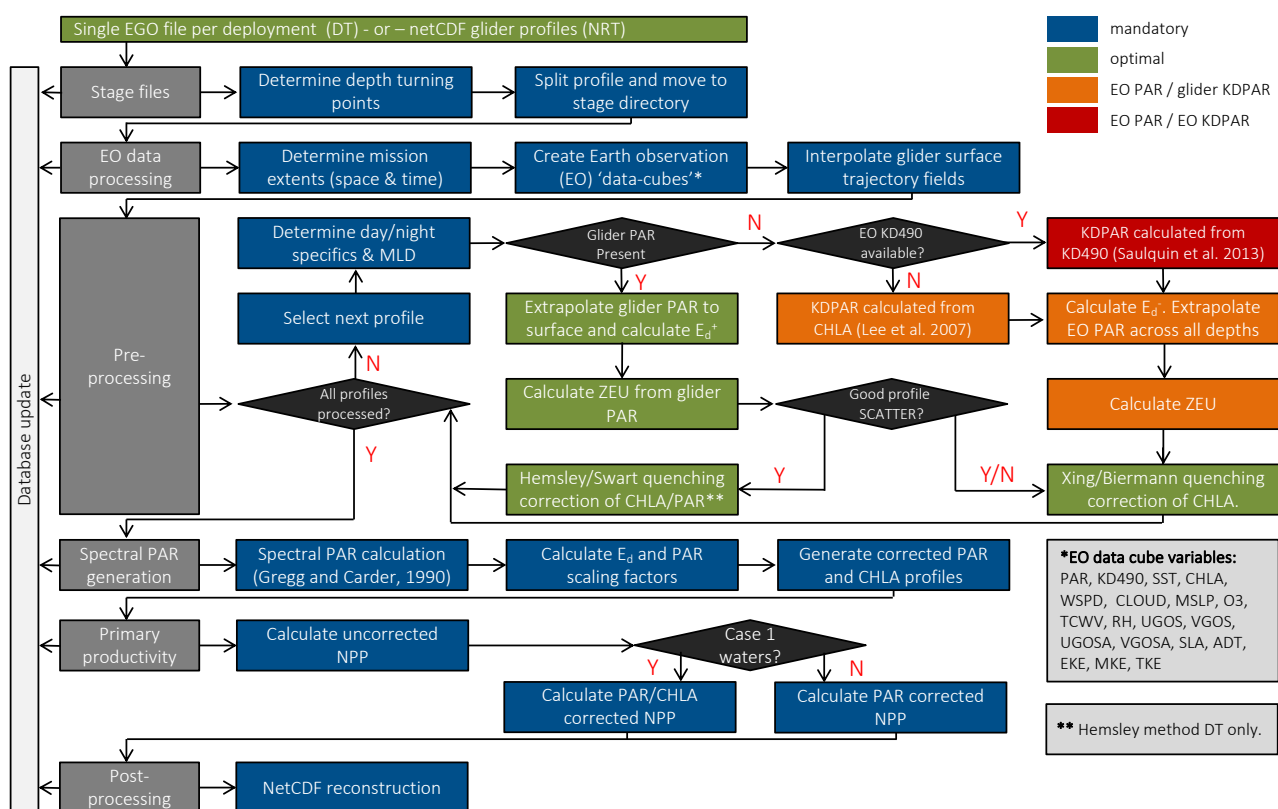 Single EGO file per deployment (DT) - or – netCDF glider profiles (NRT)
mandatory
optimal
EO PAR / glider KDPAR
EO PAR / EO KDPAR
Database update
Stage files
Determine depth turning
points
Split profile and move to
stage directory
EO data
processing
Determine mission
extents (space & time)
Create Earth observation
(EO) ‘data-cubes’*
Interpolate glider surface
trajectory fields
Pre-
processing
Determine day/night
specifics & MLD
Glider PAR
Present
N
EO KD490
available?
Y
KDPAR calculated from
KD490 (Saulquin et al. 2013)
Y
N
Select next profile
Extrapolate glider PAR to
surface and calculate Ed+
KDPAR calculated from
CHLA (Lee et al. 2007)
Calculate Ed-. Extrapolate
EO PAR across all depths
N
All profiles
processed?
Calculate ZEU from glider
PAR
Good profile
SCATTER?
Calculate ZEU
Y
Hemsley/Swart quenching
correction of CHLA/PAR**
Y
Y/N
Xing/Biermann quenching
correction of CHLA.
Spectral PAR
generation
Spectral PAR calculation
(Gregg and Carder, 1990)
Calculate Ed and PAR
scaling factors
Generate corrected PAR
and CHLA profiles
*EO data cube variables:
PAR, KD490, SST, CHLA,
WSPD, CLOUD, MSLP, O3,
TCWV, RH, UGOS, VGOS,
UGOSA, VGOSA, SLA, ADT,
EKE, MKE, TKE
Primary
productivity
Calculate uncorrected
NPP
Case 1
waters?
Y
N
Calculate PAR/CHLA
corrected NPP
Calculate PAR corrected
NPP
** Hemsley method DT only.
Post-
processing
NetCDF reconstruction